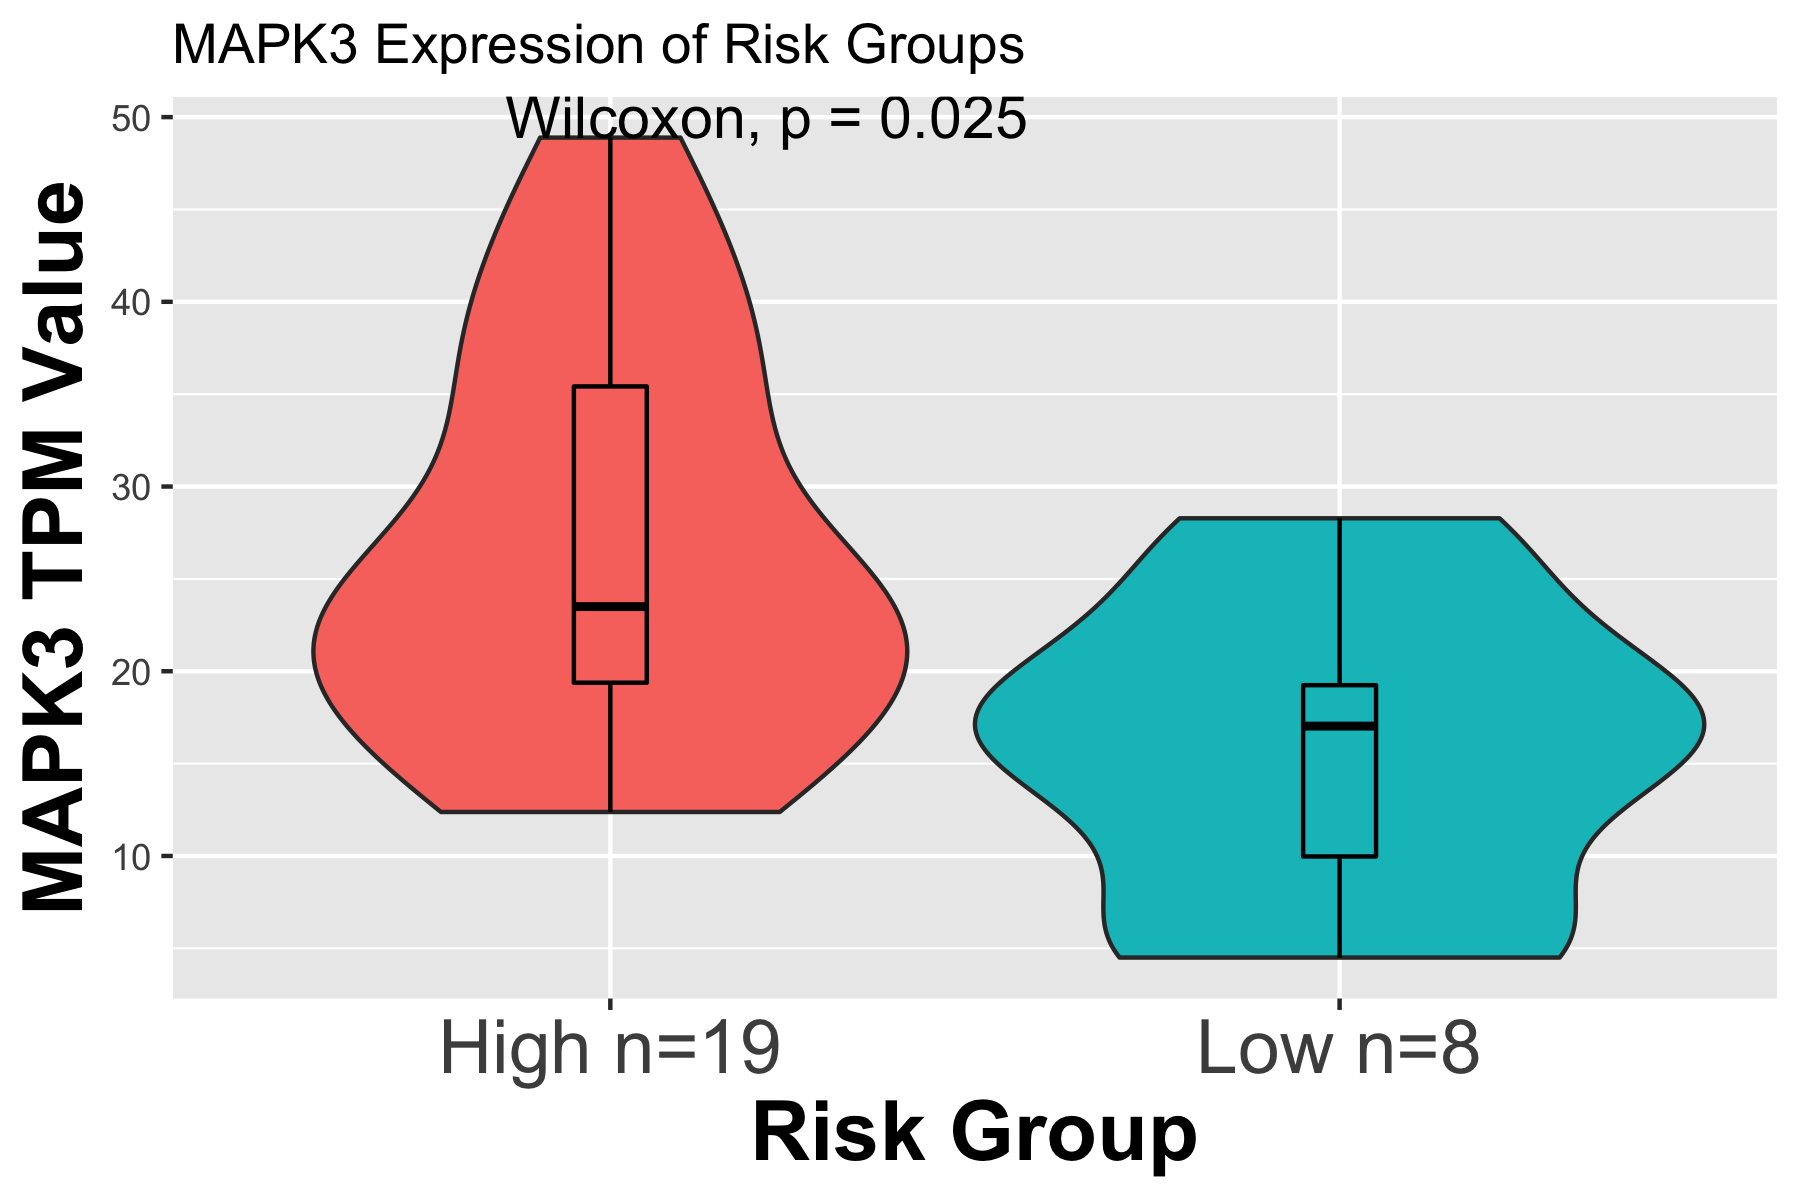 MAPK3 Expression of Risk Groups
Wilcoxon, p = 0.025
MAPK3 TPM Value
50
40
30
20
10
High n=19
Low n=8
Risk Group